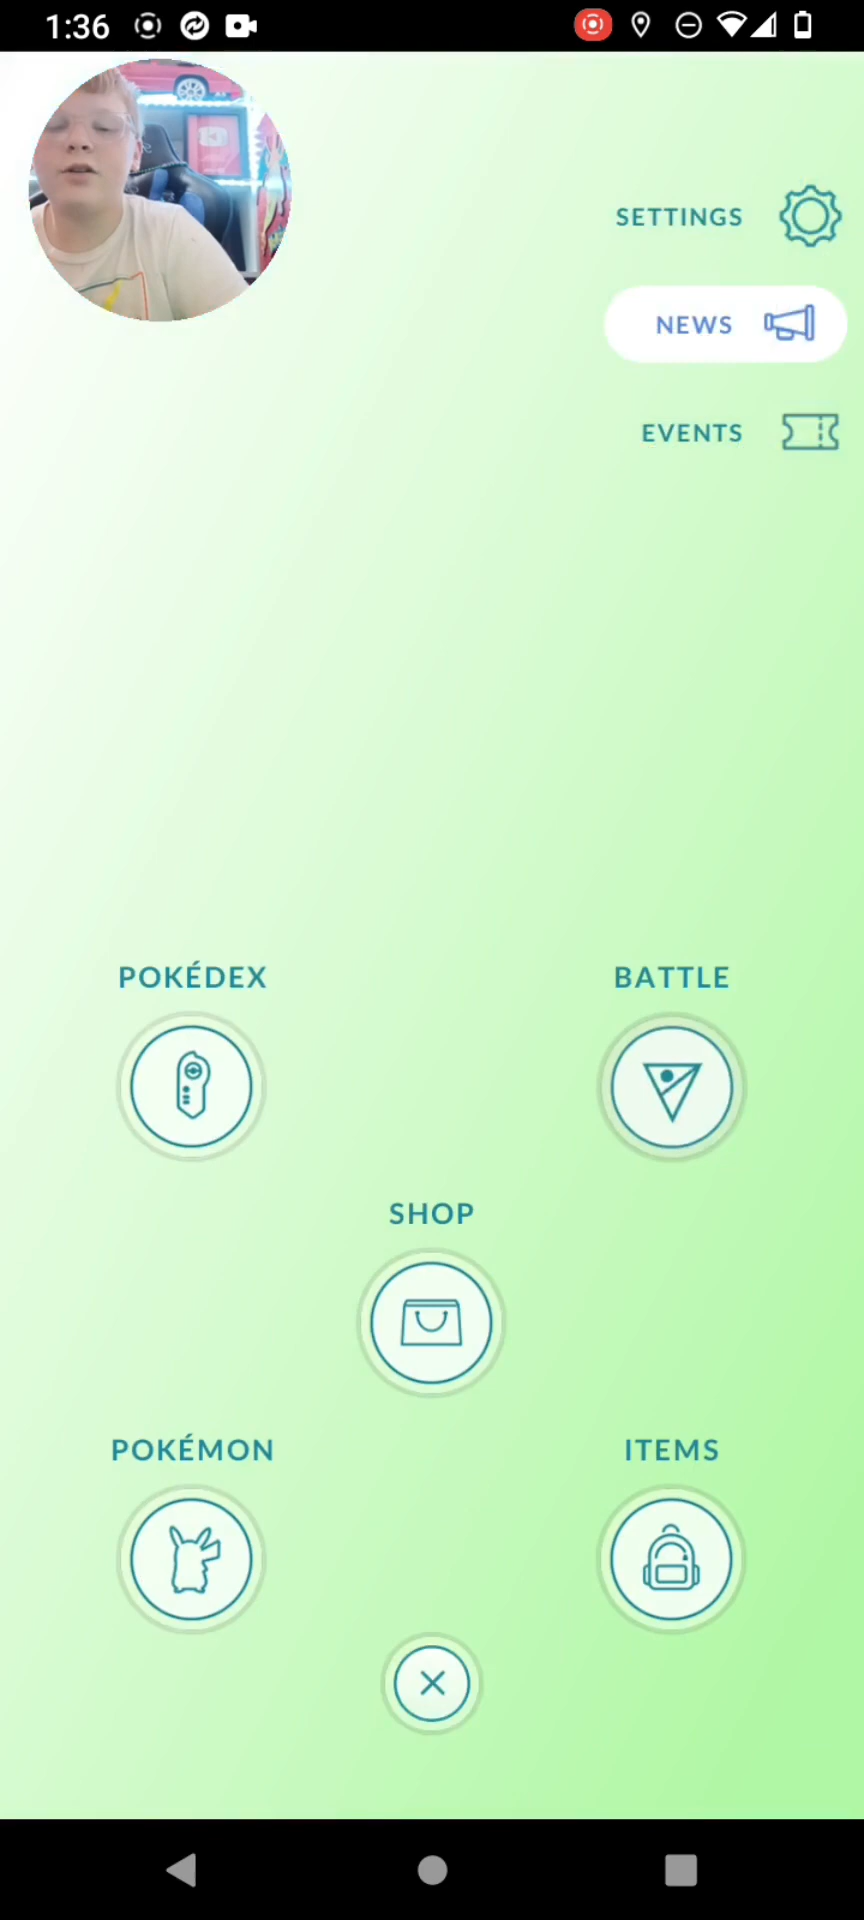 1:36
SETTINGS
NEWS
EVENTS
POKÉDEX
BATTLE
SHOP
POKÉMON
ITEMS